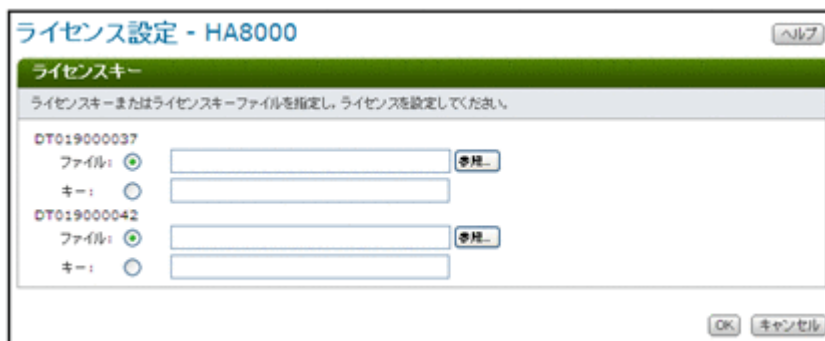 ライセンス設定 - HA8000
ヘルプ
ライセンスキー
ライセンスキーまたはライセンスキーファイルを指定し，ライセンスを設定してください。
DT019000037
ファイル: 参照...
キー:
DT019000042
ファイル: 参照...
キー:
OK キャンセル